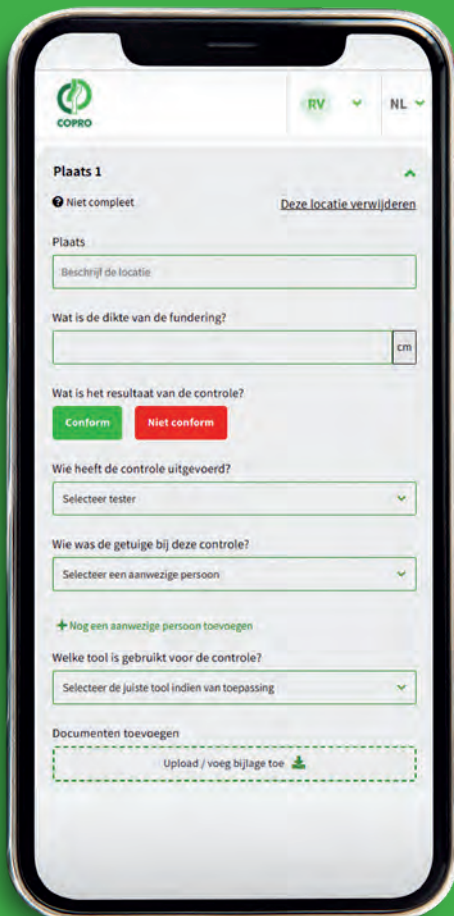 COPRO
RV
NL
Plaats 1
Niet compleet
Deze locatie verwijderen
Plaats
Beschrijf de locatie
Wat is de dikte van de fundering?
cm
Wat is het resultaat van de controle?
Conform
Niet conform
Wie heeft de controle uitgevoerd?
Selecteer tester
Wie was de getuige bij deze controle?
Selecteer een aanwezige persoon
+ Nog een aanwezige persoon toevoegen
Welke tool is gebruikt voor de controle?
Selecteer de juiste tool indien van toepassing
Documenten toevoegen
Upload / voeg bijlage toe